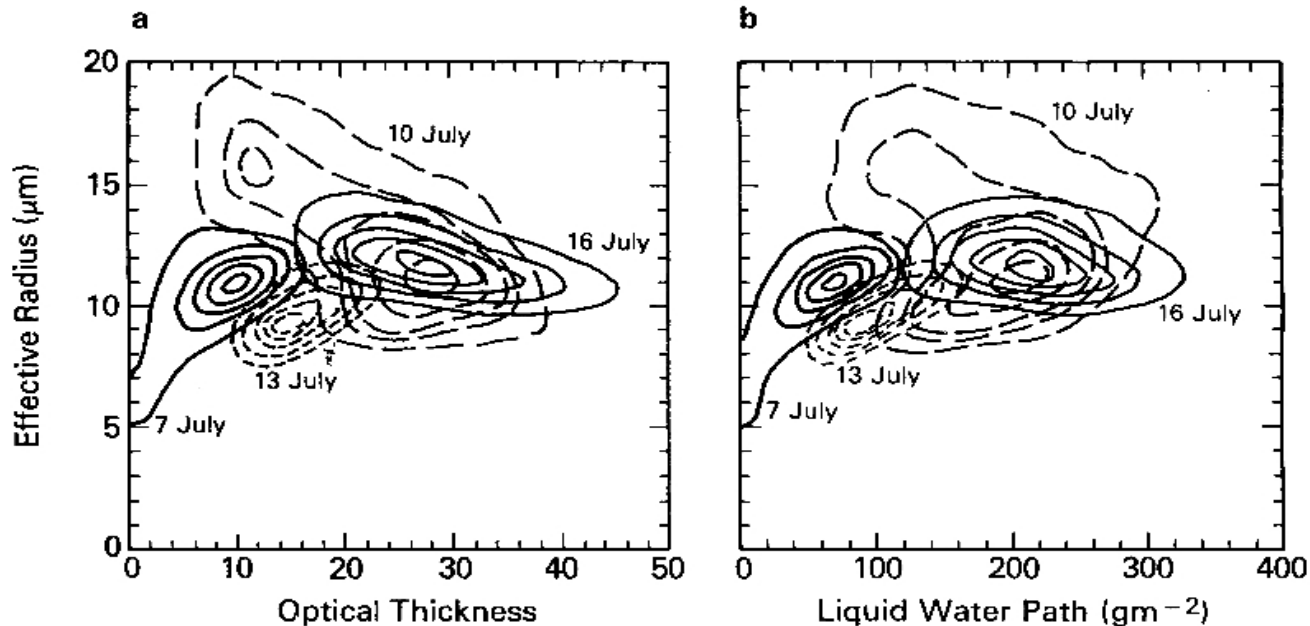 a
20
15
10
5
0
Effective Radius (μm)
10 July
16 July
13 July
7 July
0 10 20 30 40 50
Optical Thickness
b
10 July
16 July
13 July
7 July
0 100 200 300 400
Liquid Water Path (gm−2)